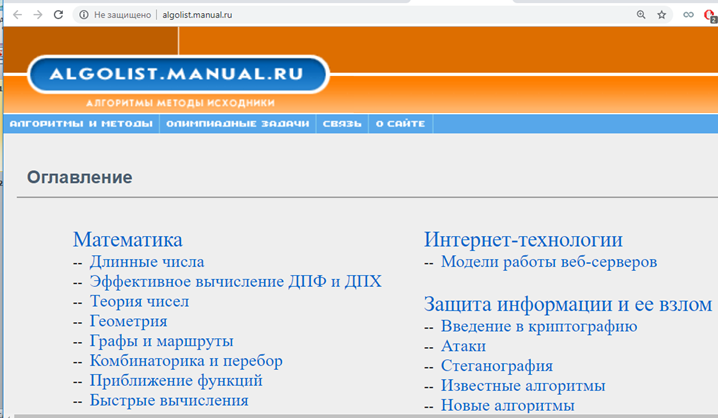 Не защищено | algolist.manual.ru
2
ALGOLIST.MANUAL.RU
АЛГОРИТМЫ МЕТОДЫ ИСХОДНИКИ
АЛГОРИТМЫ И МЕТОДЫ ОЛИМПИАДНЫЕ ЗАДАЧИ СВЯЗЬ О САЙТЕ
Оглавление
Математика
-- Длинные числа
-- Эффективное вычисление ДПФ и ДПХ
-- Теория чисел
-- Геометрия
-- Графы и маршруты
-- Комбинаторика и перебор
-- Приближение функций
-- Быстрые вычисления
Интернет-технологии
-- Модели работы веб-серверов
Защита информации и ее взлом
-- Введение в криптографию
-- Атаки
-- Стеганография
-- Известные алгоритмы
-- Новые алгоритмы